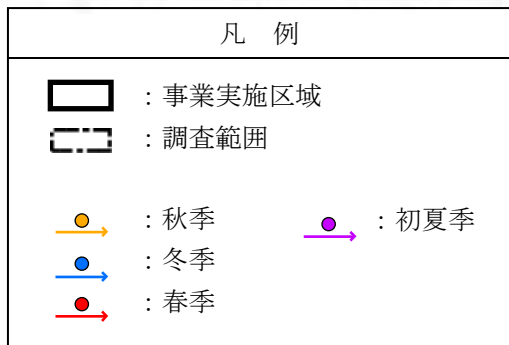 凡 例
：事業実施区域
：調査範囲
：秋季 ：初夏季
：冬季
：春季